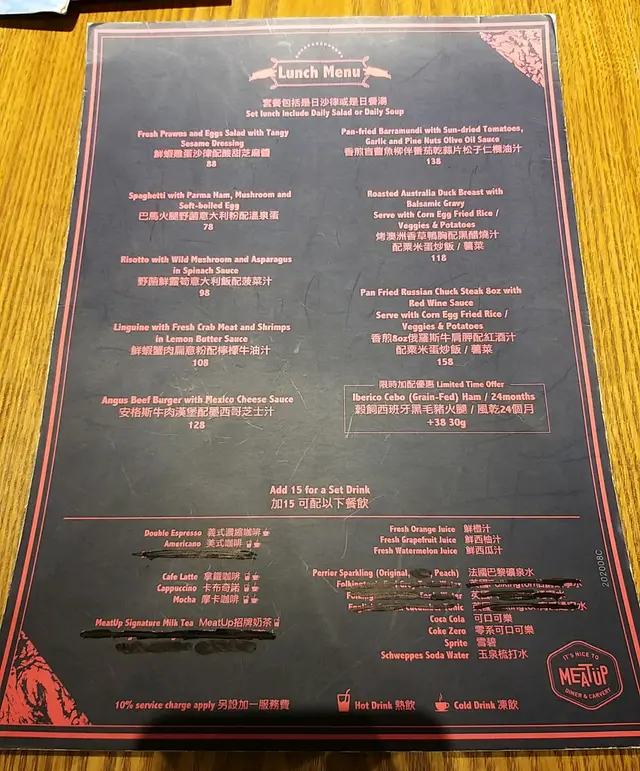 Lunch Menu
套餐包括是日沙律或是日餐湯
Set lunch Include Daily Salad or Daily Soup
Fresh Prawns and Eggs Salad with Tangy
Sesame Dressing
鮮蝦雞蛋沙律配酸甜芝麻醬
88
Spaghetti with Parma Ham, Mushroom and
Soft-boiled Egg
巴馬火腿野菌意大利粉配溫泉蛋
78
Risotto with Wild Mushroom and Asparagus
in Spinach Sauce
野菌鮮露筍意大利飯配菠菜汁
98
Linguine with Fresh Crab Meat and Shrimps
in Lemon Butter Sauce
鮮蝦蟹肉扁意粉配檸檬牛油汁
108
Angus Beef Burger with Mexico Cheese Sauce
安格斯牛肉漢堡配墨西哥芝士汁
128
Pan-fried Barramundi with Sun-dried Tomatoes,
Garlic and Pine Nuts Olive Oil Sauce
香煎盲鰽魚柳伴蕃茄乾蒜片松子仁欖油汁
138
Roasted Australia Duck Breast with
Balsamic Gravy
Serve with Corn Egg Fried Rice /
Veggies & Potatoes
烤澳洲香草鴨胸配黑醋燒汁
配粟米蛋炒飯 / 薯菜
118
Pan Fried Russian Chuck Steak 8oz with
Red Wine Sauce
Serve with Corn Egg Fried Rice /
Veggies & Potatoes
香煎8oz俄羅斯牛肩胛配紅酒汁
配粟米蛋炒飯 / 薯菜
158
限時加配優惠 Limited Time Offer
Iberico Cebo (Grain-Fed) Ham / 24months
榖飼西班牙黑毛豬火腿 / 風乾24個月
+38 30g
Add 15 for a Set Drink
加15 可配以下餐飲
Double Espresso 義式濃縮咖啡
Americano 美式咖啡
Cafe Latte 拿鐵咖啡
Cappuccino 卡布奇諾
Mocha 摩卡咖啡
MeatUp Signature Milk Tea MeatUp招牌奶茶
Fresh Orange Juice 鮮橙汁
Fresh Grapefruit Juice 鮮西柚汁
Fresh Watermelon Juice 鮮西瓜汁
Perrier Sparkling (Original, Peach) 法國巴黎礦泉水
Coca Cola 可口可樂
Coke Zero 零系可口可樂
Sprite 雪碧
Schweppes Soda Water 玉泉梳打水
202008C
IT'S NICE TO
MEATUP
DINER & CARVERY
10% service charge apply 另設加一服務費
Hot Drink 熱飲
Cold Drink 凍飲